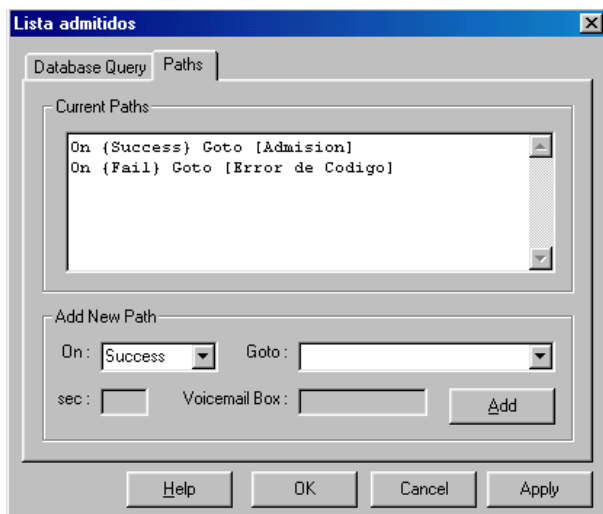 Lista admitidos
Database Query Paths
Current Paths
On {Success} Goto [Admision]
On {Fail} Goto [Error de Codigo]
Add New Path
On : Success Goto :
sec : Voicemail Box : Add
Help OK Cancel Apply